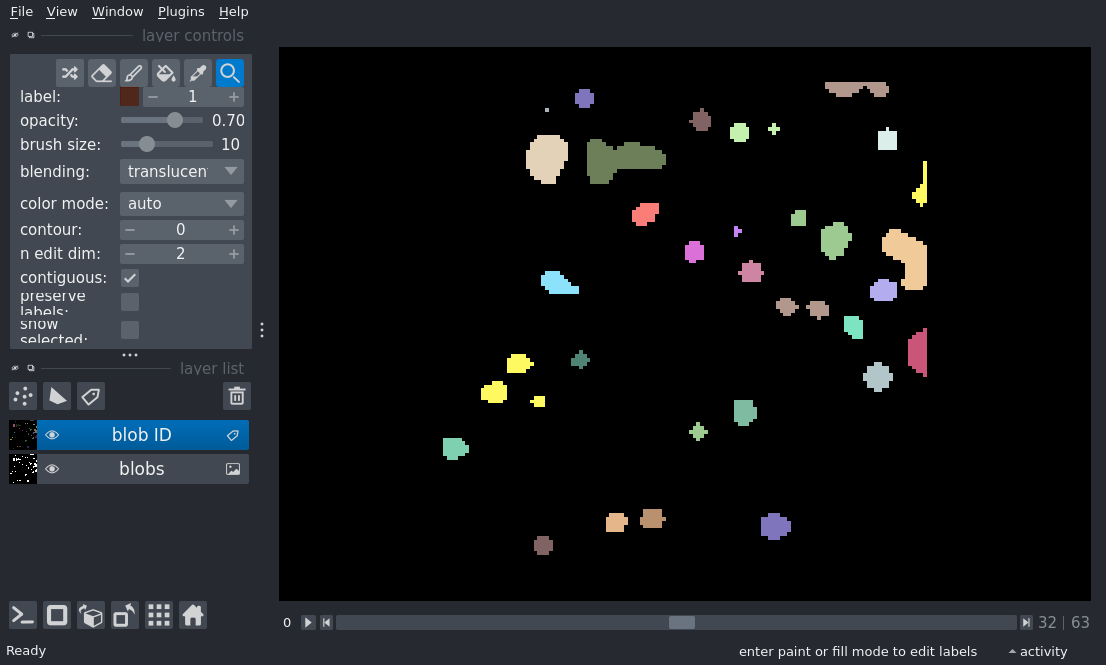 File View Window Plugins Help
layer controls
label: 1
opacity: 0.70
brush size: 10
blending: translucen
color mode: auto
contour: 0
n edit dim: 2
contiguous:
preserve
labels:
show
selected:
layer list
blob ID
blobs
0 32 | 63
Ready enter paint or fill mode to edit labels activity